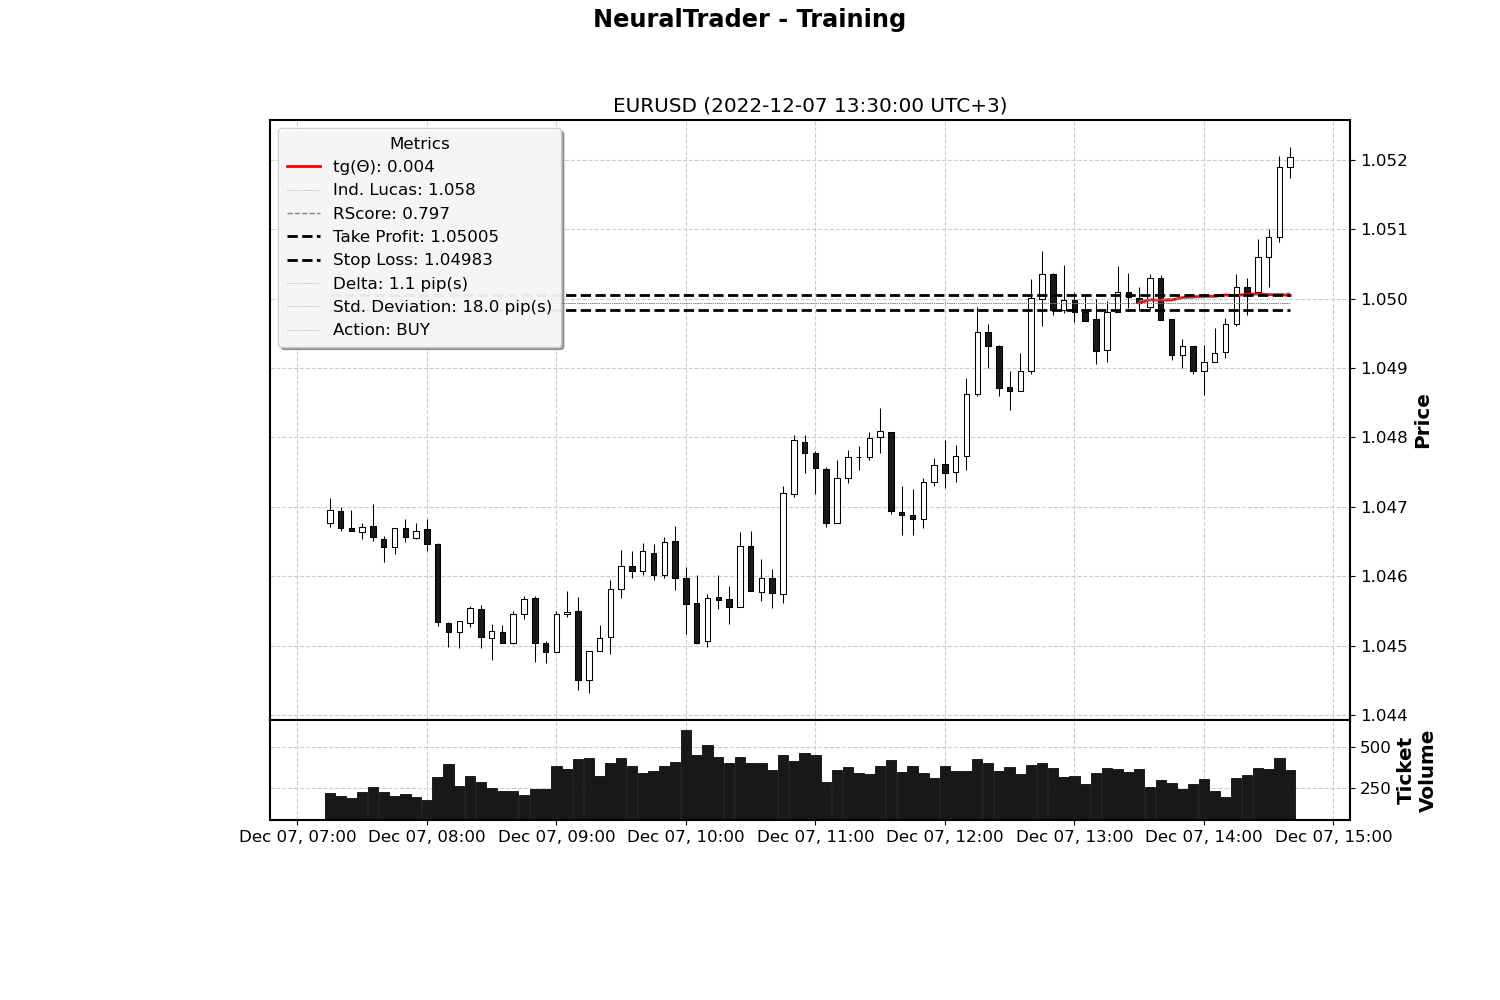 NeuralTrader - Training
EURUSD (2022-12-07 13:30:00 UTC+3)
Metrics
tg(Θ): 0.004
Ind. Lucas: 1.058
RScore: 0.797
Take Profit: 1.05005
Stop Loss: 1.04983
Delta: 1.1 pip(s)
Std. Deviation: 18.0 pip(s)
Action: BUY
1.052
1.051
1.050
1.049
1.048
1.047
1.046
1.045
1.044
Price
500
250
Ticket
Volume
Dec 07, 07:00 Dec 07, 08:00 Dec 07, 09:00 Dec 07, 10:00 Dec 07, 11:00 Dec 07, 12:00 Dec 07, 13:00 Dec 07, 14:00 Dec 07, 15:00